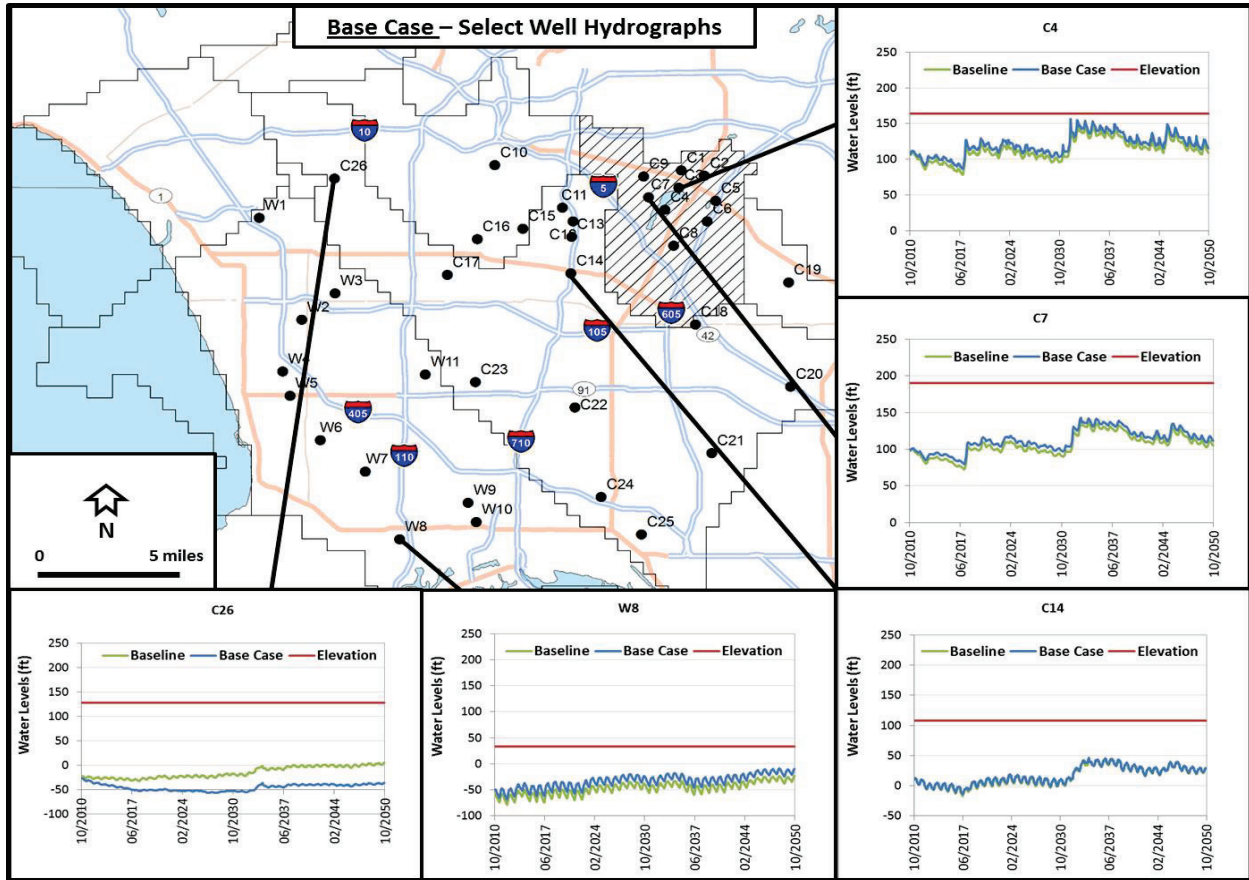 Base Case – Select Well Hydrographs
10
C10
C26
5
C9
C1
C2
C3
C7
C4
C5
C6
1
W1
C11
C15
C13
C16
C8
C17
C14
C19
W3
W2
605
C18
105
42
W4
W5
W11
C23
91
C20
405
C22
W6
110
710
C21
W7
W9
C24
W10
W8
C25
N
0 5 miles
C4
Water Levels (ft)
Baseline Base Case Elevation
250
200
150
100
50
0
10/2010 06/2017 02/2024 10/2030 06/2037 02/2044 10/2050
C7
Water Levels (ft)
Baseline Base Case Elevation
250
200
150
100
50
0
10/2010 06/2017 02/2024 10/2030 06/2037 02/2044 10/2050
C26
Water Levels (ft)
Baseline Base Case Elevation
250
200
150
100
50
0
-50
-100
10/2010 06/2017 02/2024 10/2030 06/2037 02/2044 10/2050
W8
Water Levels (ft)
Baseline Base Case Elevation
250
200
150
100
50
0
-50
-100
10/2010 06/2017 02/2024 10/2030 06/2037 02/2044 10/2050
C14
Water Levels (ft)
Baseline Base Case Elevation
250
200
150
100
50
0
-50
10/2010 06/2017 02/2024 10/2030 06/2037 02/2044 10/2050